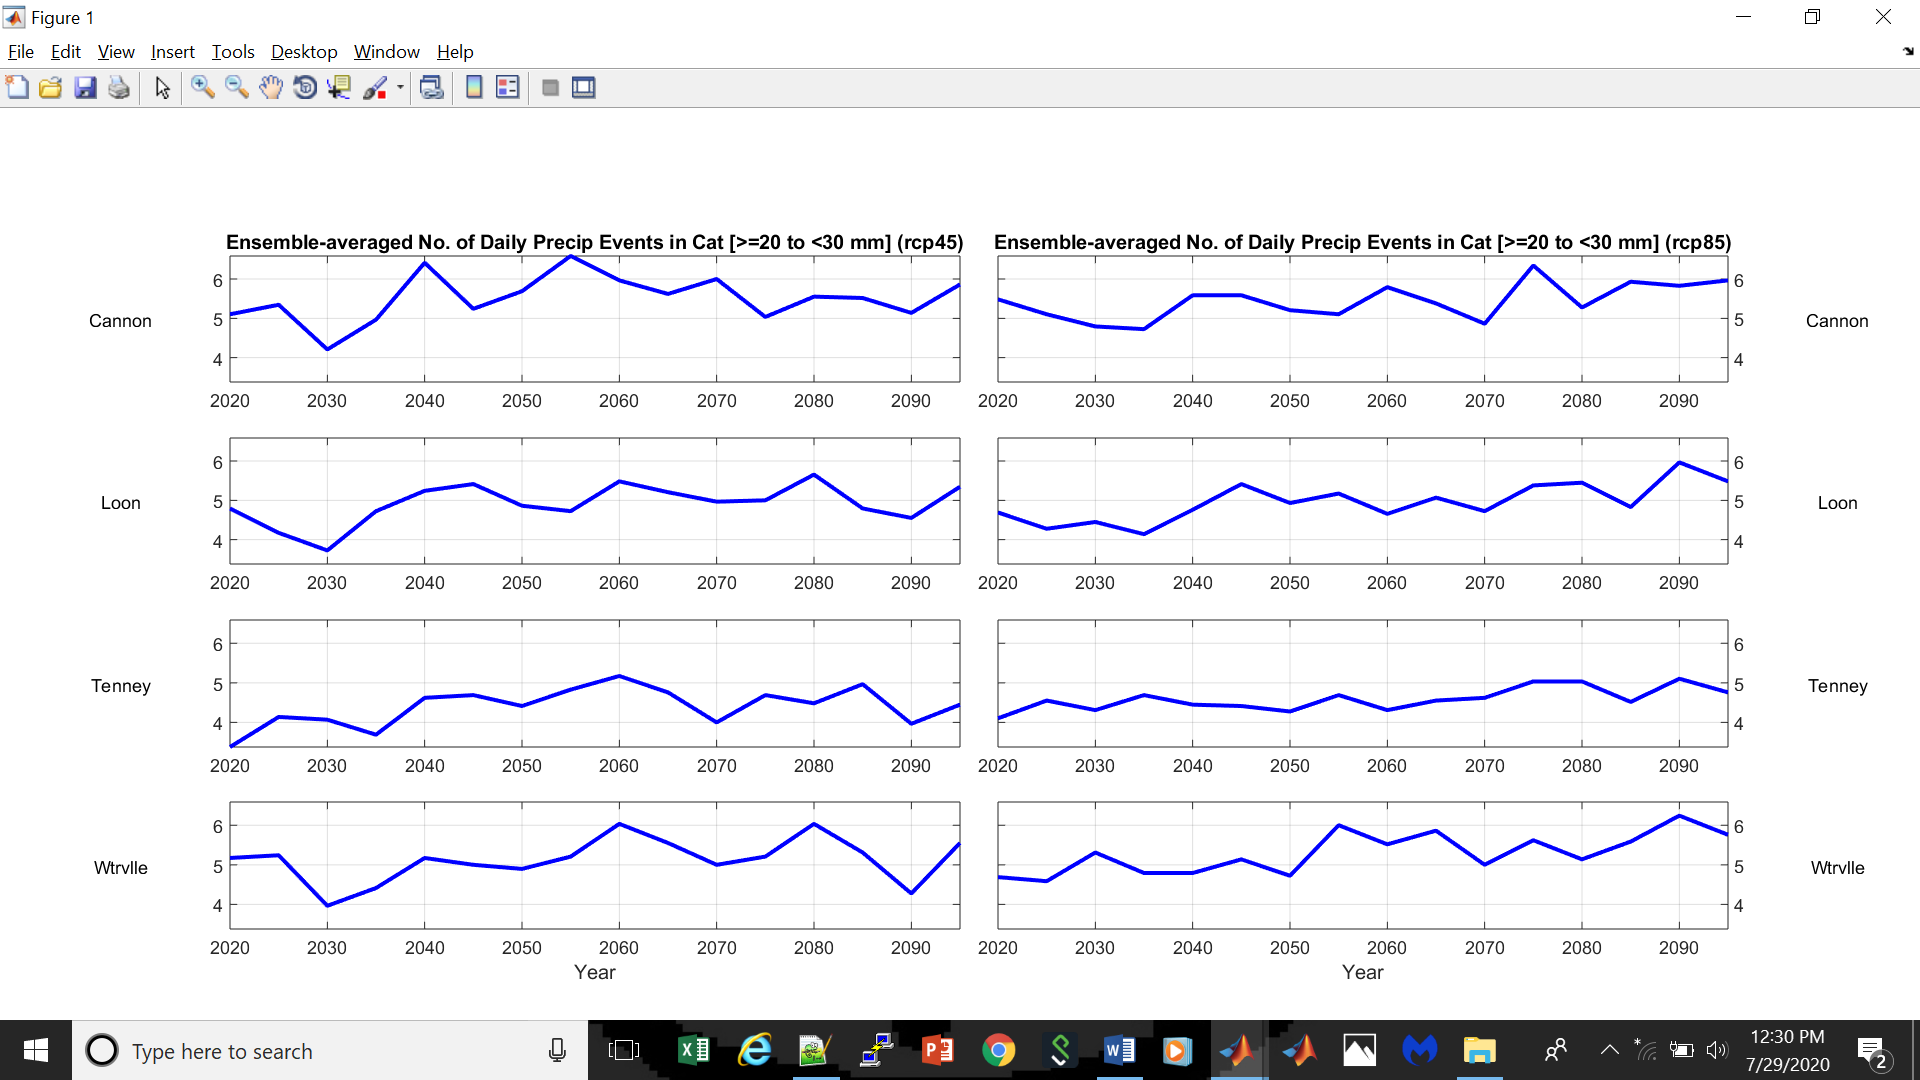 Figure 1
File Edit View Insert Tools Desktop Window Help
Ensemble-averaged No. of Daily Precip Events in Cat [>=20 to <30 mm] (rcp45)
Ensemble-averaged No. of Daily Precip Events in Cat [>=20 to <30 mm] (rcp85)
Cannon
6
5
4
2020 2030 2040 2050 2060 2070 2080 2090
6
5
4
2020 2030 2040 2050 2060 2070 2080 2090
Cannon
Loon
6
5
4
2020 2030 2040 2050 2060 2070 2080 2090
6
5
4
2020 2030 2040 2050 2060 2070 2080 2090
Loon
Tenney
6
5
4
2020 2030 2040 2050 2060 2070 2080 2090
6
5
4
2020 2030 2040 2050 2060 2070 2080 2090
Tenney
Wtrvlle
6
5
4
2020 2030 2040 2050 2060 2070 2080 2090
Year
6
5
4
2020 2030 2040 2050 2060 2070 2080 2090
Year
Wtrvlle
Type here to search
12:30 PM
7/29/2020
2